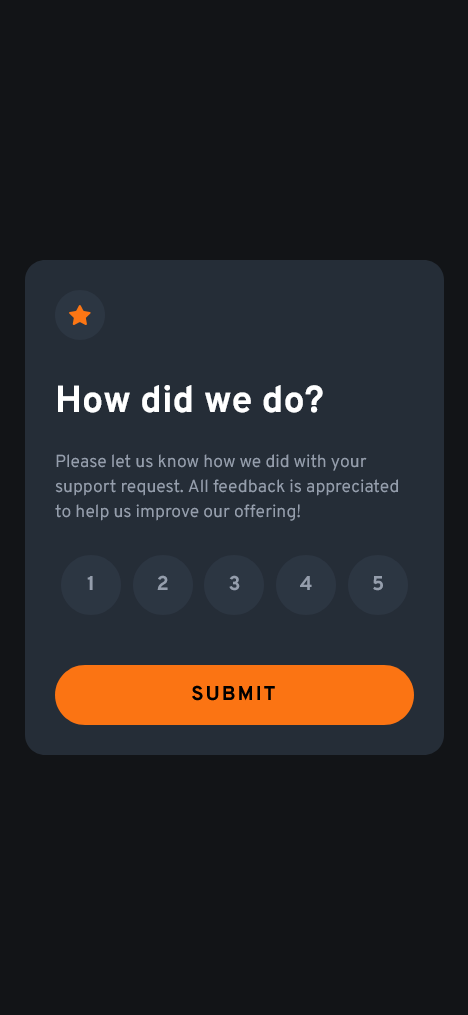 How did we do?
Please let us know how we did with your
support request. All feedback is appreciated
to help us improve our offering!
1 2 3 4 5
SUBMIT